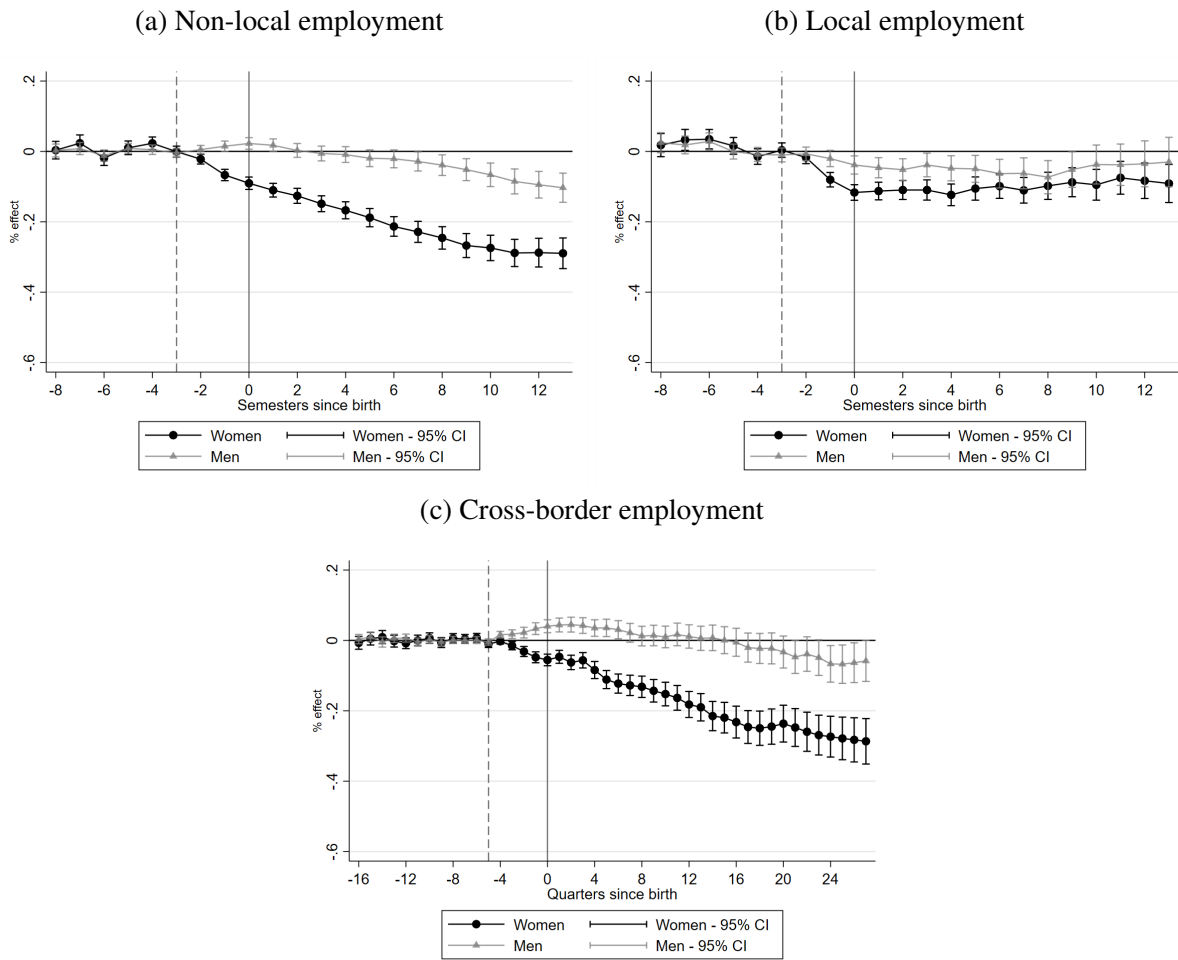 (a) Non-local employment
.2
0
-.2
-.4
-.6
% effect
-8 -6 -4 -2 0 2 4 6 8 10 12
Semesters since birth
Women Women - 95% CI
Men Men - 95% CI
(b) Local employment
.2
0
-.2
-.4
-.6
% effect
-8 -6 -4 -2 0 2 4 6 8 10 12
Semesters since birth
Women Women - 95% CI
Men Men - 95% CI
(c) Cross-border employment
.2
0
-.2
-.4
-.6
% effect
-16 -12 -8 -4 0 4 8 12 16 20 24
Quarters since birth
Women Women - 95% CI
Men Men - 95% CI